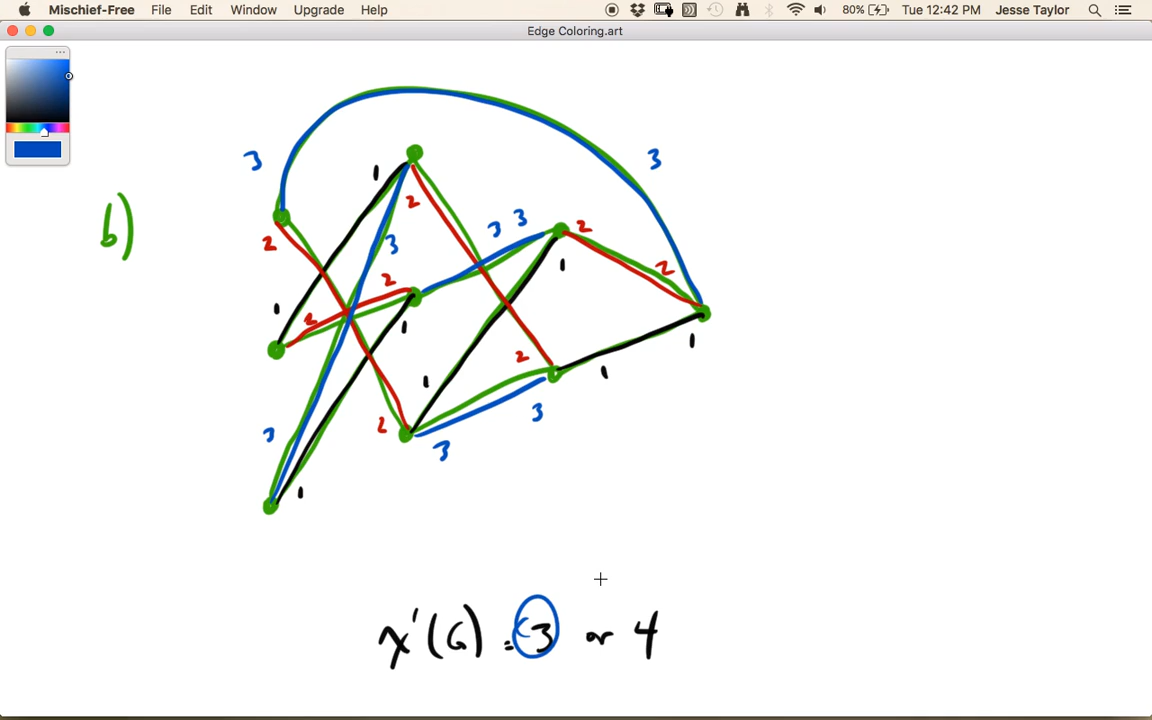 Mischief-Free File Edit Window Upgrade Help 80% Tue 12:42 PM Jesse Taylor
Edge Coloring.art
3 3
1
2
b)
3 3 2
2 3
2 2
1
1 2 1
1 1
2
1 1
2 3
3 3
1
χ'(G) = 3 or 4